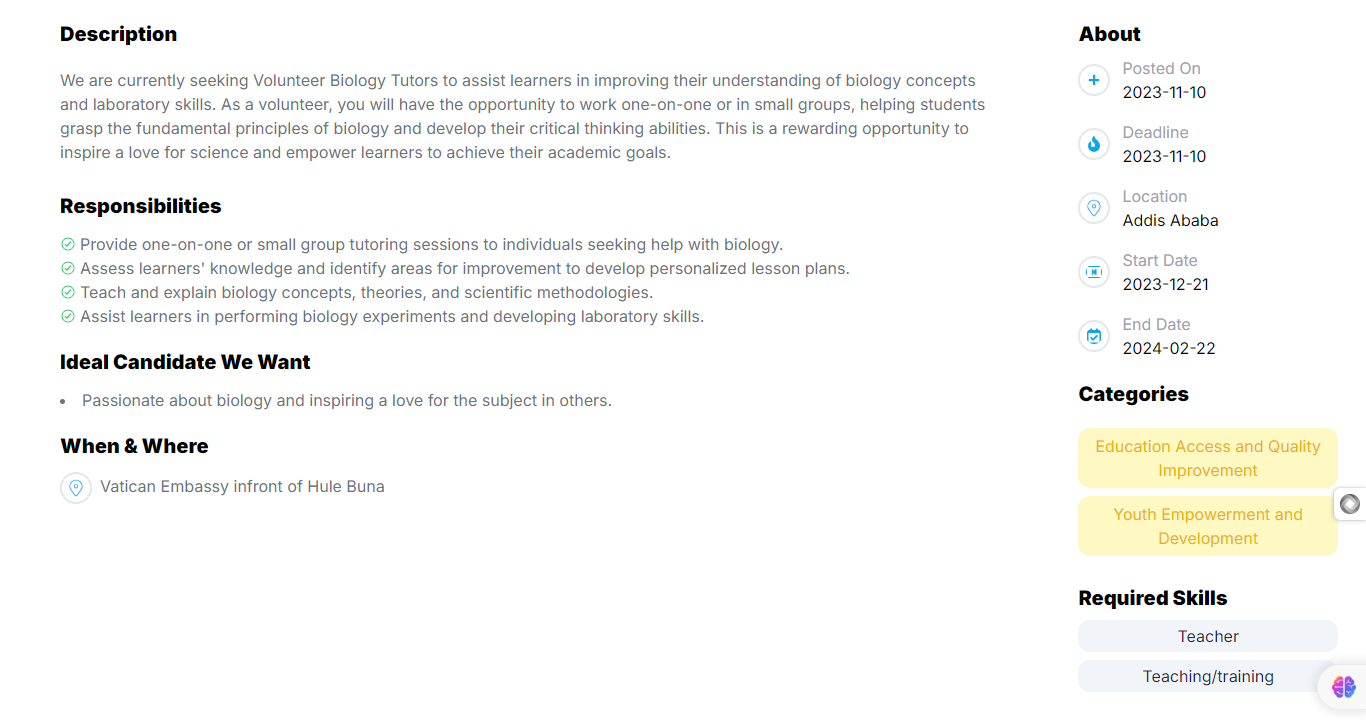 Description
We are currently seeking Volunteer Biology Tutors to assist learners in improving their understanding of biology concepts
and laboratory skills. As a volunteer, you will have the opportunity to work one-on-one or in small groups, helping students
grasp the fundamental principles of biology and develop their critical thinking abilities. This is a rewarding opportunity to
inspire a love for science and empower learners to achieve their academic goals.
Responsibilities
Provide one-on-one or small group tutoring sessions to individuals seeking help with biology.
Assess learners' knowledge and identify areas for improvement to develop personalized lesson plans.
Teach and explain biology concepts, theories, and scientific methodologies.
Assist learners in performing biology experiments and developing laboratory skills.
Ideal Candidate We Want
• Passionate about biology and inspiring a love for the subject in others.
When & Where
Vatican Embassy infront of Hule Buna
About
Posted On
2023-11-10
Deadline
2023-11-10
Location
Addis Ababa
Start Date
2023-12-21
End Date
2024-02-22
Categories
Education Access and Quality
Improvement
Youth Empowerment and
Development
Required Skills
Teacher
Teaching/training